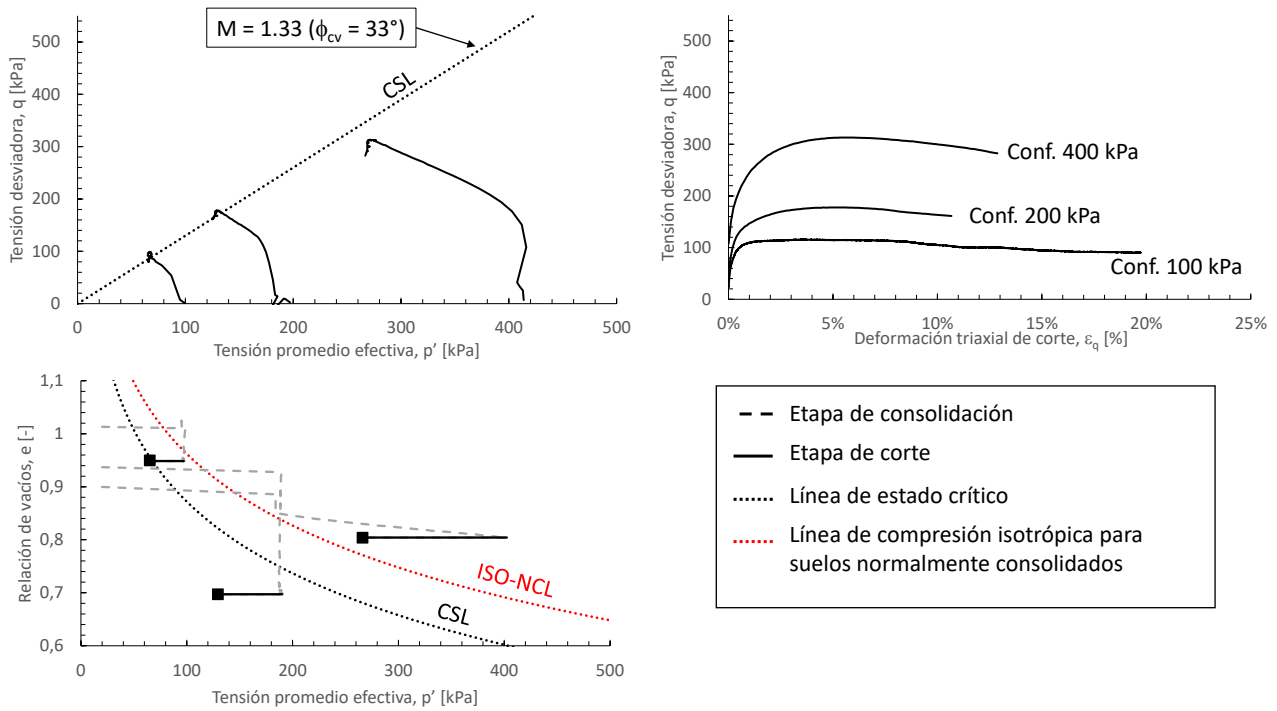 M = 1.33 (ϕcv = 33°)
CSL
Tensión desviadora, q [kPa]
500
400
300
200
100
0
0 100 200 300 400 500
Tensión promedio efectiva, p’ [kPa]
Tensión desviadora, q [kPa]
500
400
300
200
100
0
Conf. 400 kPa
Conf. 200 kPa
Conf. 100 kPa
0% 5% 10% 15% 20% 25%
Deformación triaxial de corte, εq [%]
Relación de vacíos, e [-]
1,1
1
0,9
0,8
0,7
0,6
ISO-NCL
CSL
0 100 200 300 400 500
Tensión promedio efectiva, p’ [kPa]
Etapa de consolidación
Etapa de corte
Línea de estado crítico
Línea de compresión isotrópica para
suelos normalmente consolidados